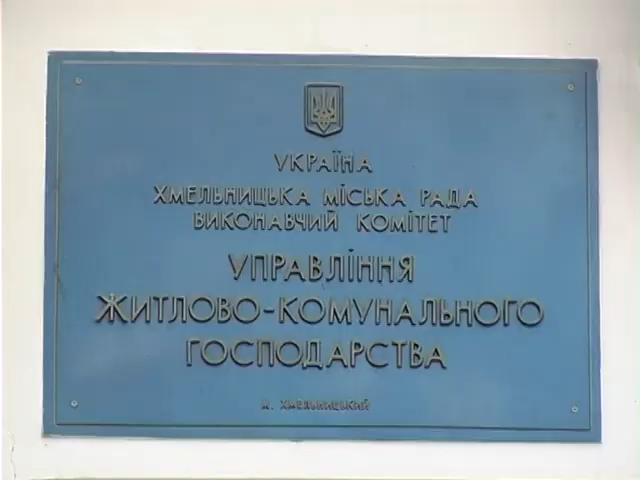 УКРАЇНА
ХМЕЛЬНИЦЬКА МІСЬКА РАДА
ВИКОНАВЧИЙ КОМІТЕТ
УПРАВЛІННЯ
ЖИТЛОВО-КОМУНАЛЬНОГО
ГОСПОДАРСТВА
М. ХМЕЛЬНИЦЬКИЙ